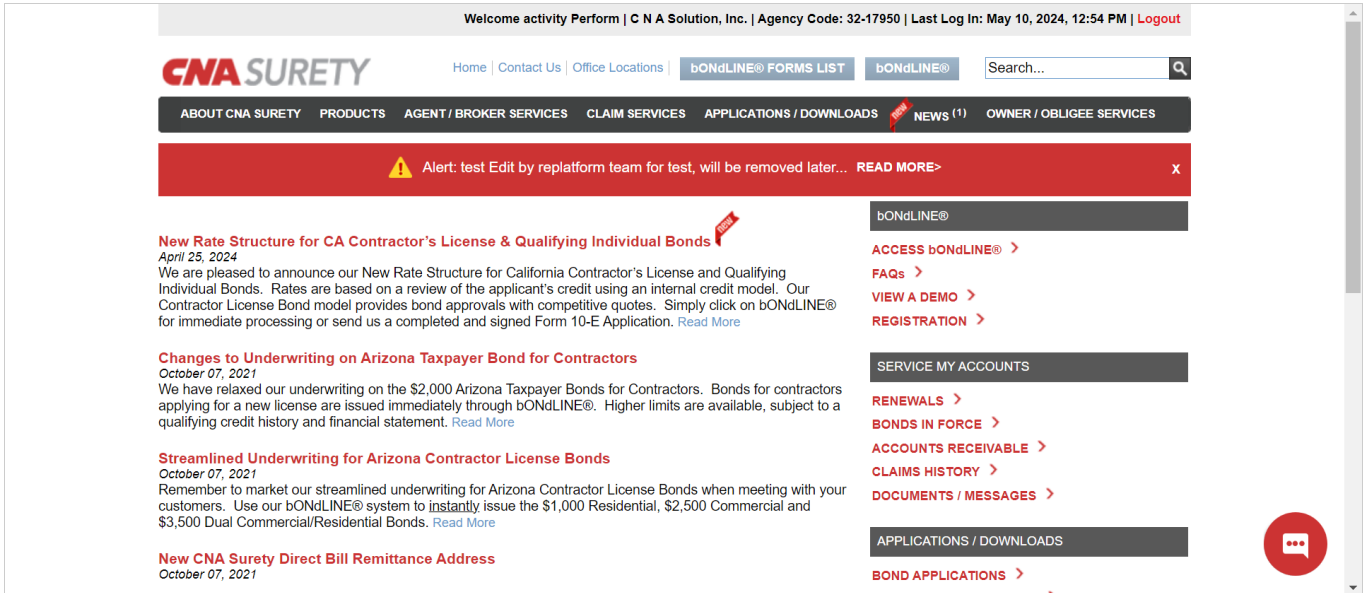 Welcome activity Perform | C N A Solution, Inc. | Agency Code: 32-17950 | Last Log In: May 10, 2024, 12:54 PM | Logout
CNA SURETY
Home | Contact Us | Office Locations |
bONdLINE® FORMS LIST
bONdLINE®
Search...
ABOUT CNA SURETY PRODUCTS AGENT / BROKER SERVICES CLAIM SERVICES APPLICATIONS / DOWNLOADS new NEWS (1) OWNER / OBLIGEE SERVICES
Alert: test Edit by replatform team for test, will be removed later... READ MORE>
X
New Rate Structure for CA Contractor’s License & Qualifying Individual Bonds new
April 25, 2024
We are pleased to announce our New Rate Structure for California Contractor’s License and Qualifying
Individual Bonds. Rates are based on a review of the applicant’s credit using an internal credit model. Our
Contractor License Bond model provides bond approvals with competitive quotes. Simply click on bONdLINE®
for immediate processing or send us a completed and signed Form 10-E Application. Read More
Changes to Underwriting on Arizona Taxpayer Bond for Contractors
October 07, 2021
We have relaxed our underwriting on the $2,000 Arizona Taxpayer Bonds for Contractors. Bonds for contractors
applying for a new license are issued immediately through bONdLINE®. Higher limits are available, subject to a
qualifying credit history and financial statement. Read More
Streamlined Underwriting for Arizona Contractor License Bonds
October 07, 2021
Remember to market our streamlined underwriting for Arizona Contractor License Bonds when meeting with your
customers. Use our bONdLINE® system to instantly issue the $1,000 Residential, $2,500 Commercial and
$3,500 Dual Commercial/Residential Bonds. Read More
New CNA Surety Direct Bill Remittance Address
October 07, 2021
bONdLINE®
ACCESS bONdLINE®
FAQs
VIEW A DEMO
REGISTRATION
SERVICE MY ACCOUNTS
RENEWALS
BONDS IN FORCE
ACCOUNTS RECEIVABLE
CLAIMS HISTORY
DOCUMENTS / MESSAGES
APPLICATIONS / DOWNLOADS
BOND APPLICATIONS